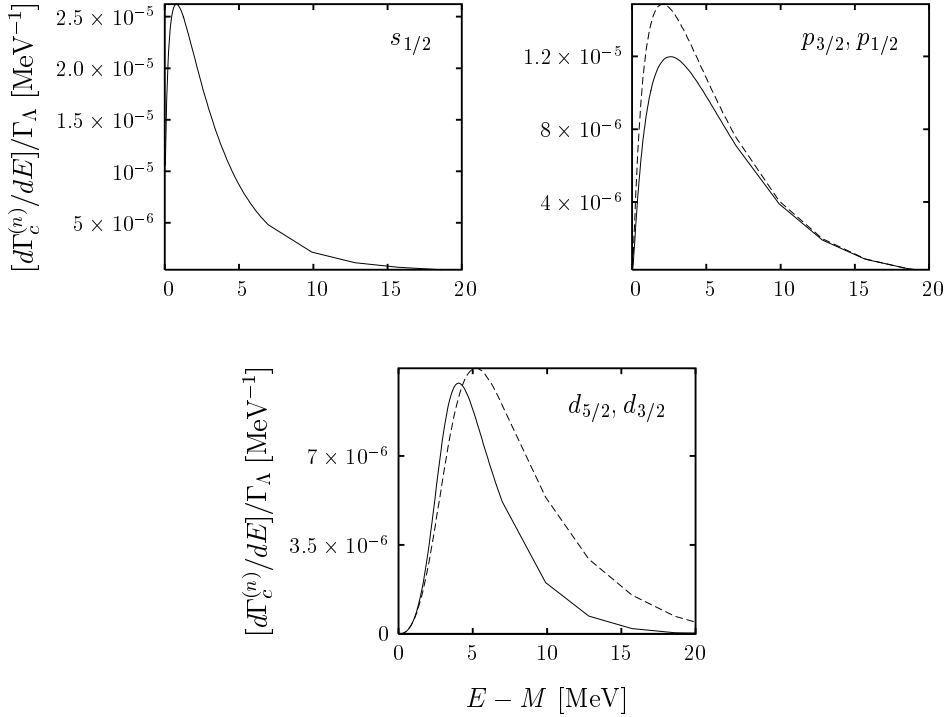 [dΓ_c^(n)/dE]/Γ_Λ [MeV⁻¹]
s_1/2
2.5 × 10⁻⁵
2.0 × 10⁻⁵
1.5 × 10⁻⁵
10⁻⁵
5 × 10⁻⁶
0 5 10 15 20
p_3/2, p_1/2
1.2 × 10⁻⁵
8 × 10⁻⁶
4 × 10⁻⁶
0 5 10 15 20
[dΓ_c^(n)/dE]/Γ_Λ [MeV⁻¹]
d_5/2, d_3/2
7 × 10⁻⁶
3.5 × 10⁻⁶
0
0 5 10 15 20
E − M [MeV]